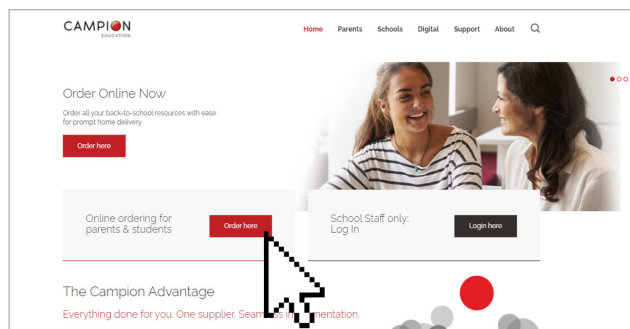 CAMPION
EDUCATION
Home Parents Schools Digital Support About
Order Online Now
Order all your back-to-school resources with ease
for prompt home delivery
Order here
Online ordering for
parents & students
Order here
School Staff only:
Log In
Login here
The Campion Advantage
Everything done for you. One supplier.